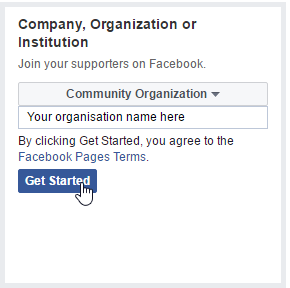 Company, Organization or
Institution
Join your supporters on Facebook.
Community Organization
Your organisation name here
By clicking Get Started, you agree to the
Facebook Pages Terms.
Get Started